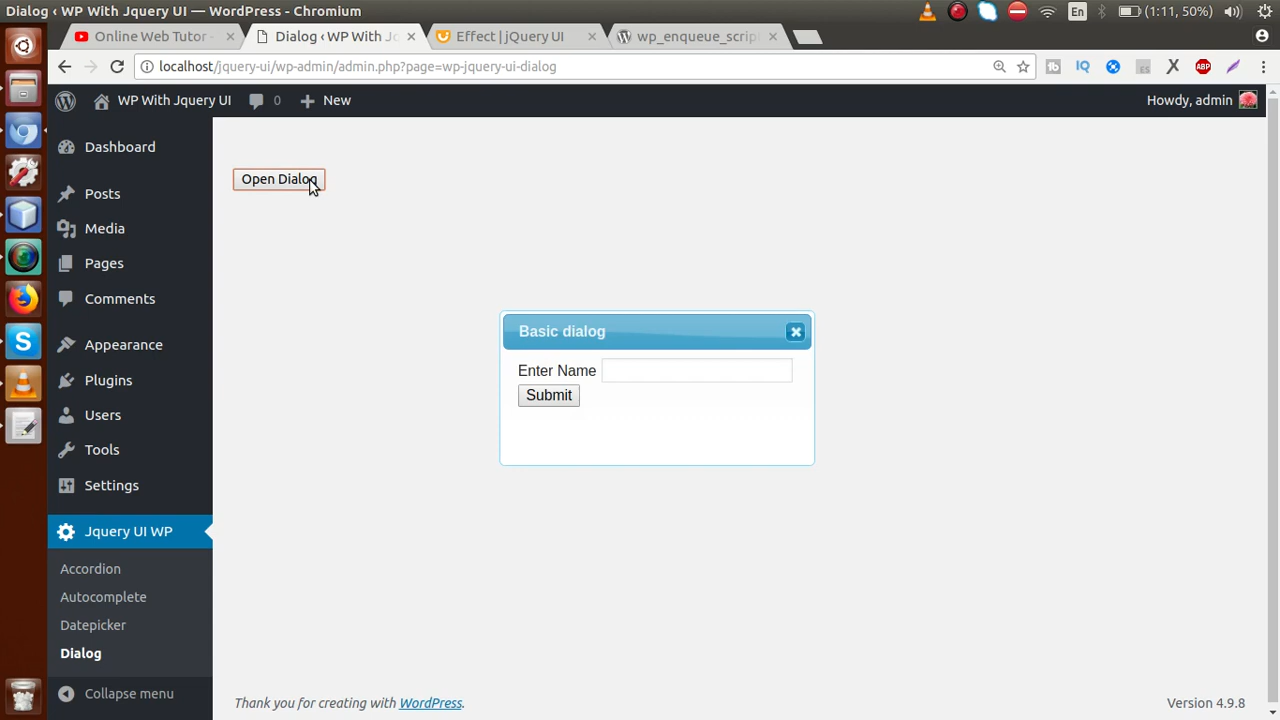 Dialog ‹ WP With Jquery UI — WordPress - Chromium
En
(1:11, 50%)
Online Web Tutor -
Dialog ‹ WP With Jq
Effect | jQuery UI
wp_enqueue_scrip
localhost/jquery-ui/wp-admin/admin.php?page=wp-jquery-ui-dialog
IQ
ABP
WP With Jquery UI
0
New
Howdy, admin
Dashboard
Posts
Media
Pages
Comments
Appearance
Plugins
Users
Tools
Settings
Jquery UI WP
Accordion
Autocomplete
Datepicker
Dialog
Collapse menu
Open Dialog
Basic dialog
Enter Name
Submit
Thank you for creating with WordPress.
Version 4.9.8